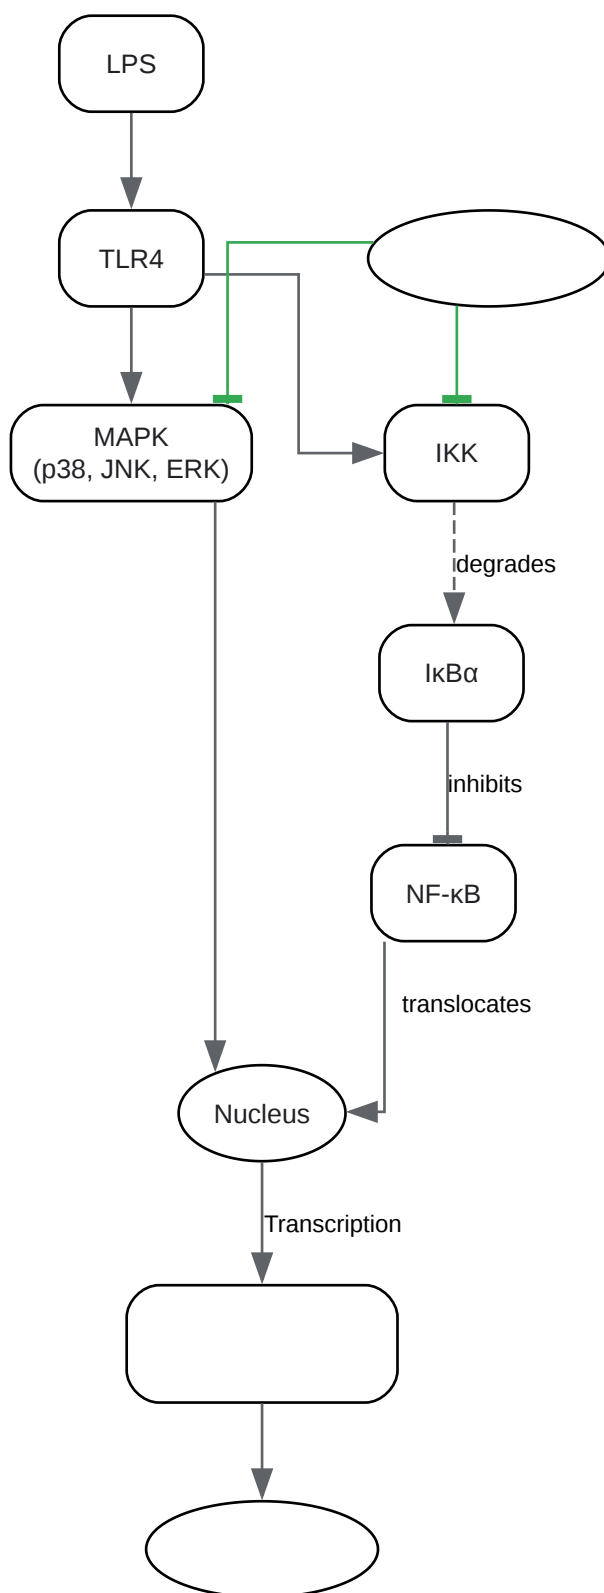 LPS
TLR4
MAPK
(p38, JNK, ERK)
IKK
degrades
IκBα
inhibits
NF-κB
translocates
Nucleus
Transcription